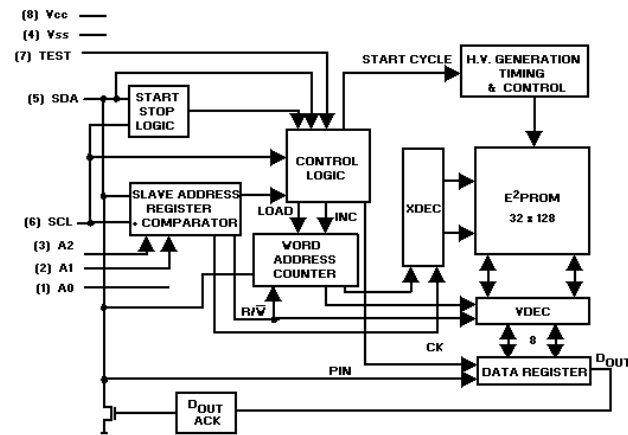 (8) Vcc
(4) Vss
(7) TEST
START CYCLE
H.V. GENERATION
TIMING
& CONTROL
(5) SDA
START
STOP
LOGIC
CONTROL
LOGIC
XDEC
E²PROM
32 x 128
SLAVE ADDRESS
REGISTER
+ COMPARATOR
(6) SCL
LOAD
INC
(3) A2
WORD
ADDRESS
COUNTER
(2) A1
(1) A0
R/W̅
YDEC
CK
8
DOUT
PIN
DATA REGISTER
DOUT
ACK